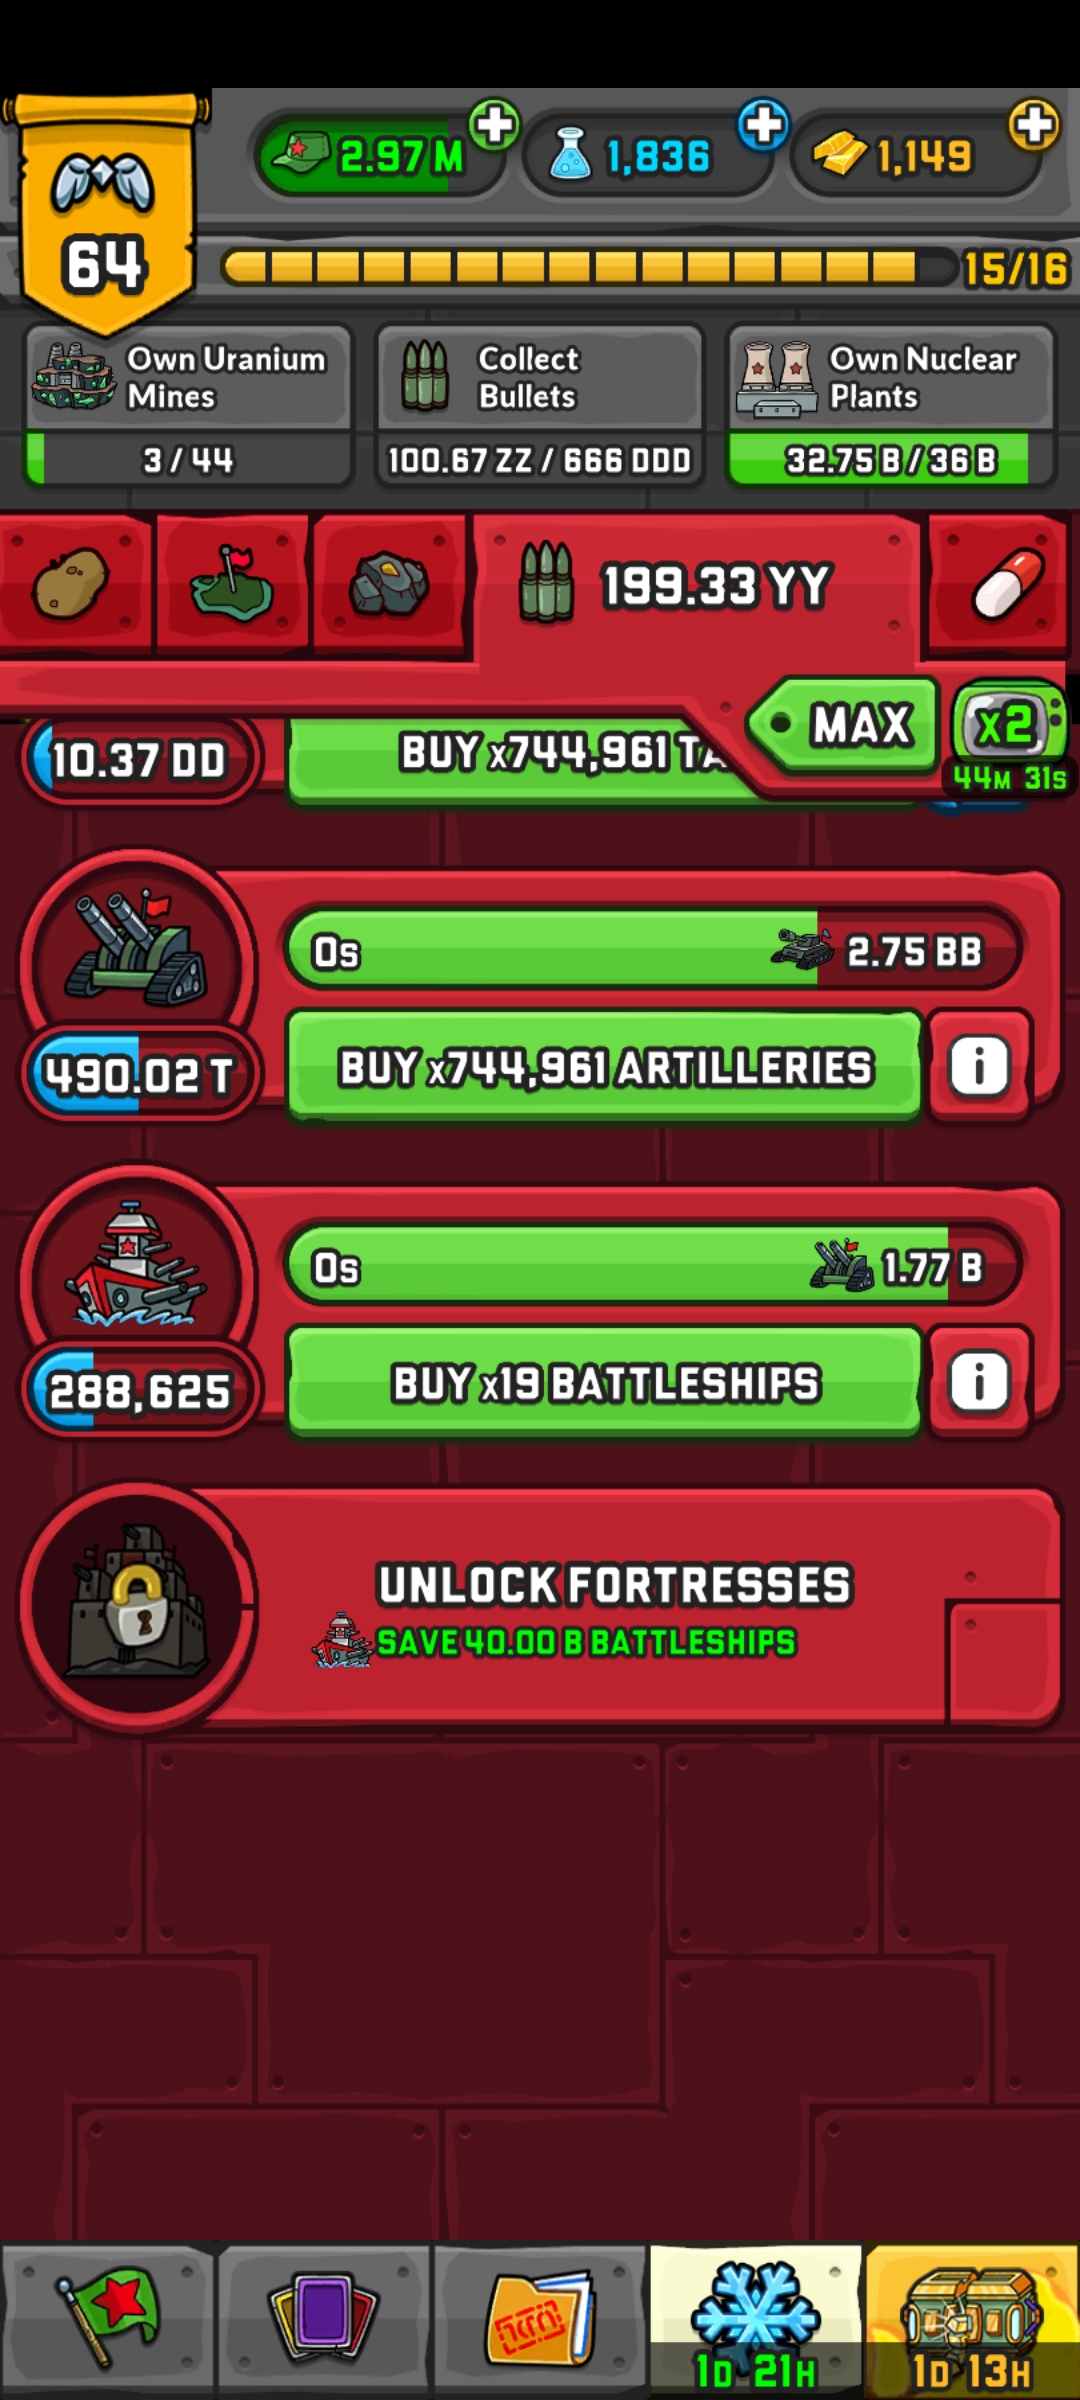 2.97 M
1,836
1,149
64
15/16
Own Uranium
Mines
3 / 44
Collect
Bullets
100.67 ZZ / 666 DDD
Own Nuclear
Plants
32.75 B / 36 B
199.33 YY
MAX
X2
44M 31S
10.37 DD
BUY x744,961 TA
0s
2.75 BB
490.02 T
BUY x744,961 ARTILLERIES
i
0s
1.77 B
288,625
BUY x19 BATTLESHIPS
i
UNLOCK FORTRESSES
SAVE 40.00 B BATTLESHIPS
1D 21H
1D 13H